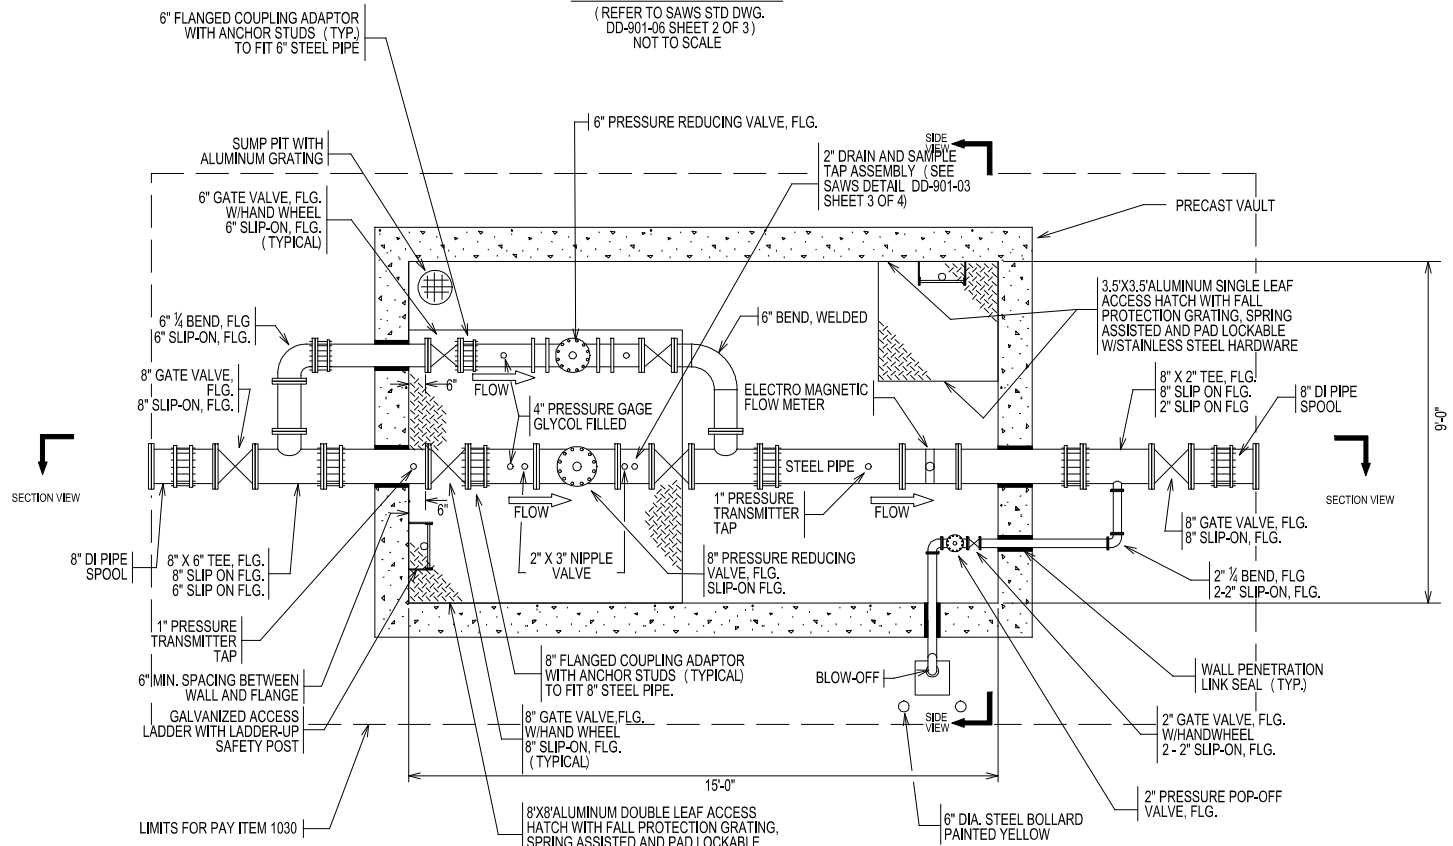 6" FLANGED COUPLING ADAPTOR
WITH ANCHOR STUDS (TYP.)
TO FIT 6" STEEL PIPE
(REFER TO SAWS STD DWG.
DD-901-06 SHEET 2 OF 3)
NOT TO SCALE
SUMP PIT WITH
ALUMINUM GRATING
6" PRESSURE REDUCING VALVE, FLG.
2" DRAIN AND SAMPLE
TAP ASSEMBLY (SEE
SAWS DETAIL DD-901-03
SHEET 3 OF 4)
SIDE
VIEW
6" GATE VALVE, FLG.
W/HAND WHEEL
6" SLIP-ON, FLG.
(TYPICAL)
PRECAST VAULT
3.5'X3.5'ALUMINUM SINGLE LEAF
ACCESS HATCH WITH FALL
PROTECTION GRATING, SPRING
ASSISTED AND PAD LOCKABLE
W/STAINLESS STEEL HARDWARE
6" ¼ BEND, FLG
6" SLIP-ON, FLG.
6" BEND, WELDED
8" GATE VALVE,
FLG.
8" SLIP-ON, FLG.
FLOW
6"
4" PRESSURE GAGE
GLYCOL FILLED
ELECTRO MAGNETIC
FLOW METER
8" X 2" TEE, FLG.
8" SLIP ON FLG.
2" SLIP ON FLG
8" DI PIPE
SPOOL
9'-0"
STEEL PIPE
SECTION VIEW
SECTION VIEW
6"
FLOW
1" PRESSURE
TRANSMITTER
TAP
FLOW
8" GATE VALVE, FLG.
8" SLIP-ON, FLG.
8" DI PIPE
SPOOL
8" X 6" TEE, FLG.
8" SLIP ON FLG.
6" SLIP ON FLG.
2" X 3" NIPPLE
VALVE
8" PRESSURE REDUCING
VALVE, FLG.
SLIP-ON FLG.
2" ¼ BEND, FLG
2-2" SLIP-ON, FLG.
1" PRESSURE
TRANSMITTER
TAP
6" MIN. SPACING BETWEEN
WALL AND FLANGE
8" FLANGED COUPLING ADAPTOR
WITH ANCHOR STUDS (TYPICAL)
TO FIT 8" STEEL PIPE.
BLOW-OFF
WALL PENETRATION
LINK SEAL (TYP.)
GALVANIZED ACCESS
LADDER WITH LADDER-UP
SAFETY POST
8" GATE VALVE,FLG.
W/HAND WHEEL
8" SLIP-ON, FLG.
(TYPICAL)
SIDE
VIEW
2" GATE VALVE, FLG.
W/HANDWHEEL
2 - 2" SLIP-ON, FLG.
15'-0"
2" PRESSURE POP-OFF
VALVE, FLG.
LIMITS FOR PAY ITEM 1030
8'X8'ALUMINUM DOUBLE LEAF ACCESS
HATCH WITH FALL PROTECTION GRATING,
SPRING ASSISTED AND PAD LOCKABLE
6" DIA. STEEL BOLLARD
PAINTED YELLOW